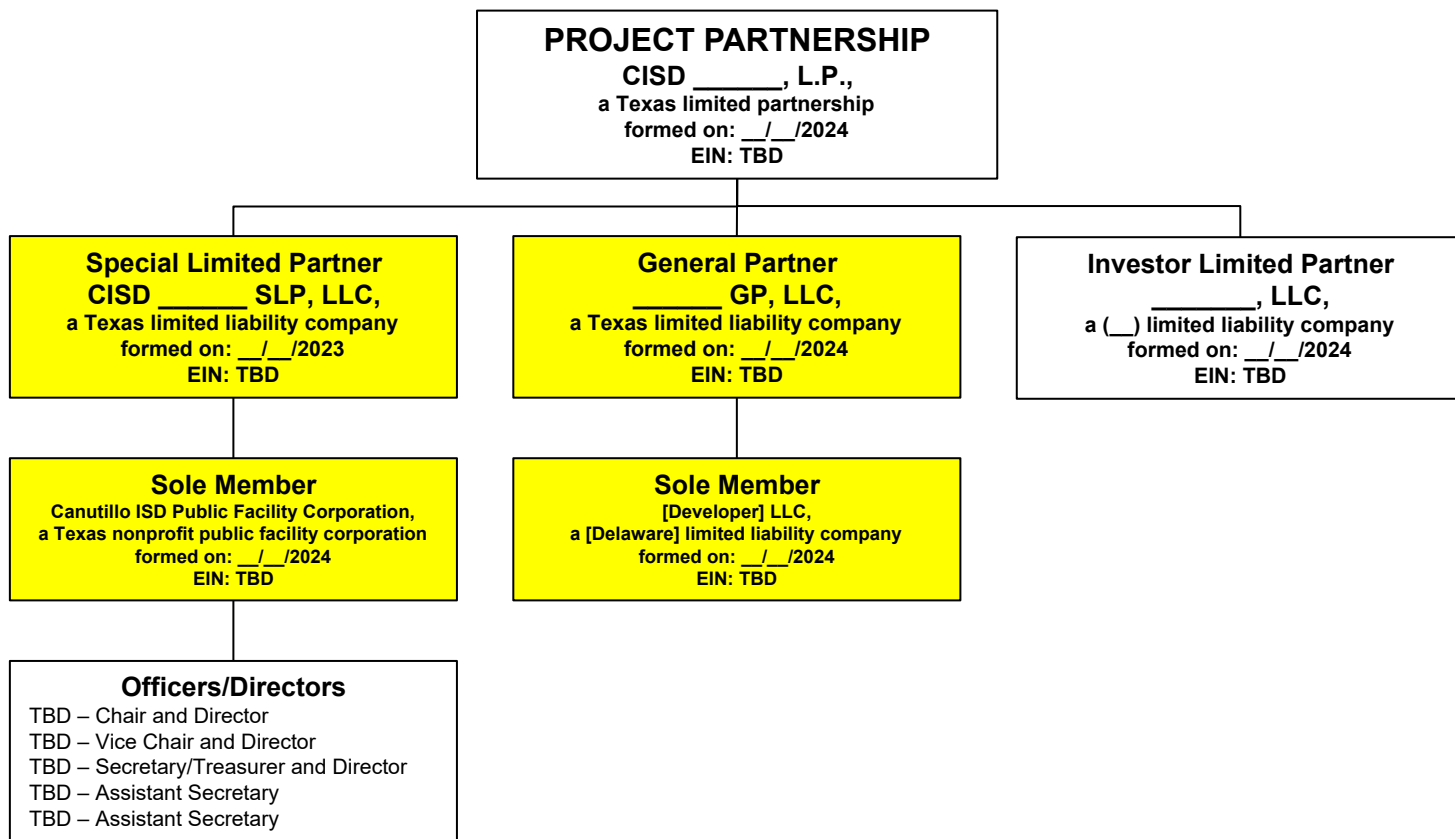 PROJECT PARTNERSHIP
CISD ______, L.P.,
a Texas limited partnership
formed on: __/__/2024
EIN: TBD
Special Limited Partner
CISD ______ SLP, LLC,
a Texas limited liability company
formed on: __/__/2023
EIN: TBD
General Partner
______ GP, LLC,
a Texas limited liability company
formed on: __/__/2024
EIN: TBD
Investor Limited Partner
_______, LLC,
a (__) limited liability company
formed on: __/__/2024
EIN: TBD
Sole Member
Canutillo ISD Public Facility Corporation,
a Texas nonprofit public facility corporation
formed on: __/__/2024
EIN: TBD
Sole Member
[Developer] LLC,
a [Delaware] limited liability company
formed on: __/__/2024
EIN: TBD
Officers/Directors
TBD – Chair and Director
TBD – Vice Chair and Director
TBD – Secretary/Treasurer and Director
TBD – Assistant Secretary
TBD – Assistant Secretary